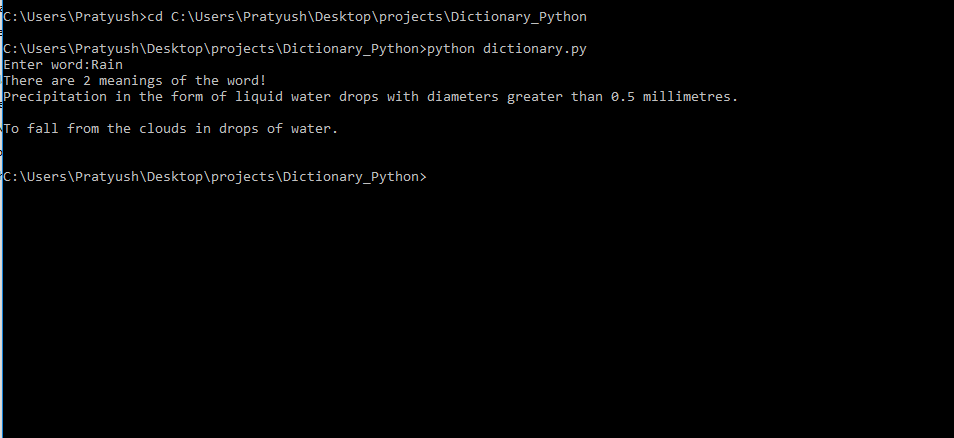 C:\Users\Pratyush>cd C:\Users\Pratyush\Desktop\projects\Dictionary_Python
C:\Users\Pratyush\Desktop\projects\Dictionary_Python>python dictionary.py
Enter word:Rain
There are 2 meanings of the word!
Precipitation in the form of liquid water drops with diameters greater than 0.5 millimetres.
To fall from the clouds in drops of water.
C:\Users\Pratyush\Desktop\projects\Dictionary_Python>